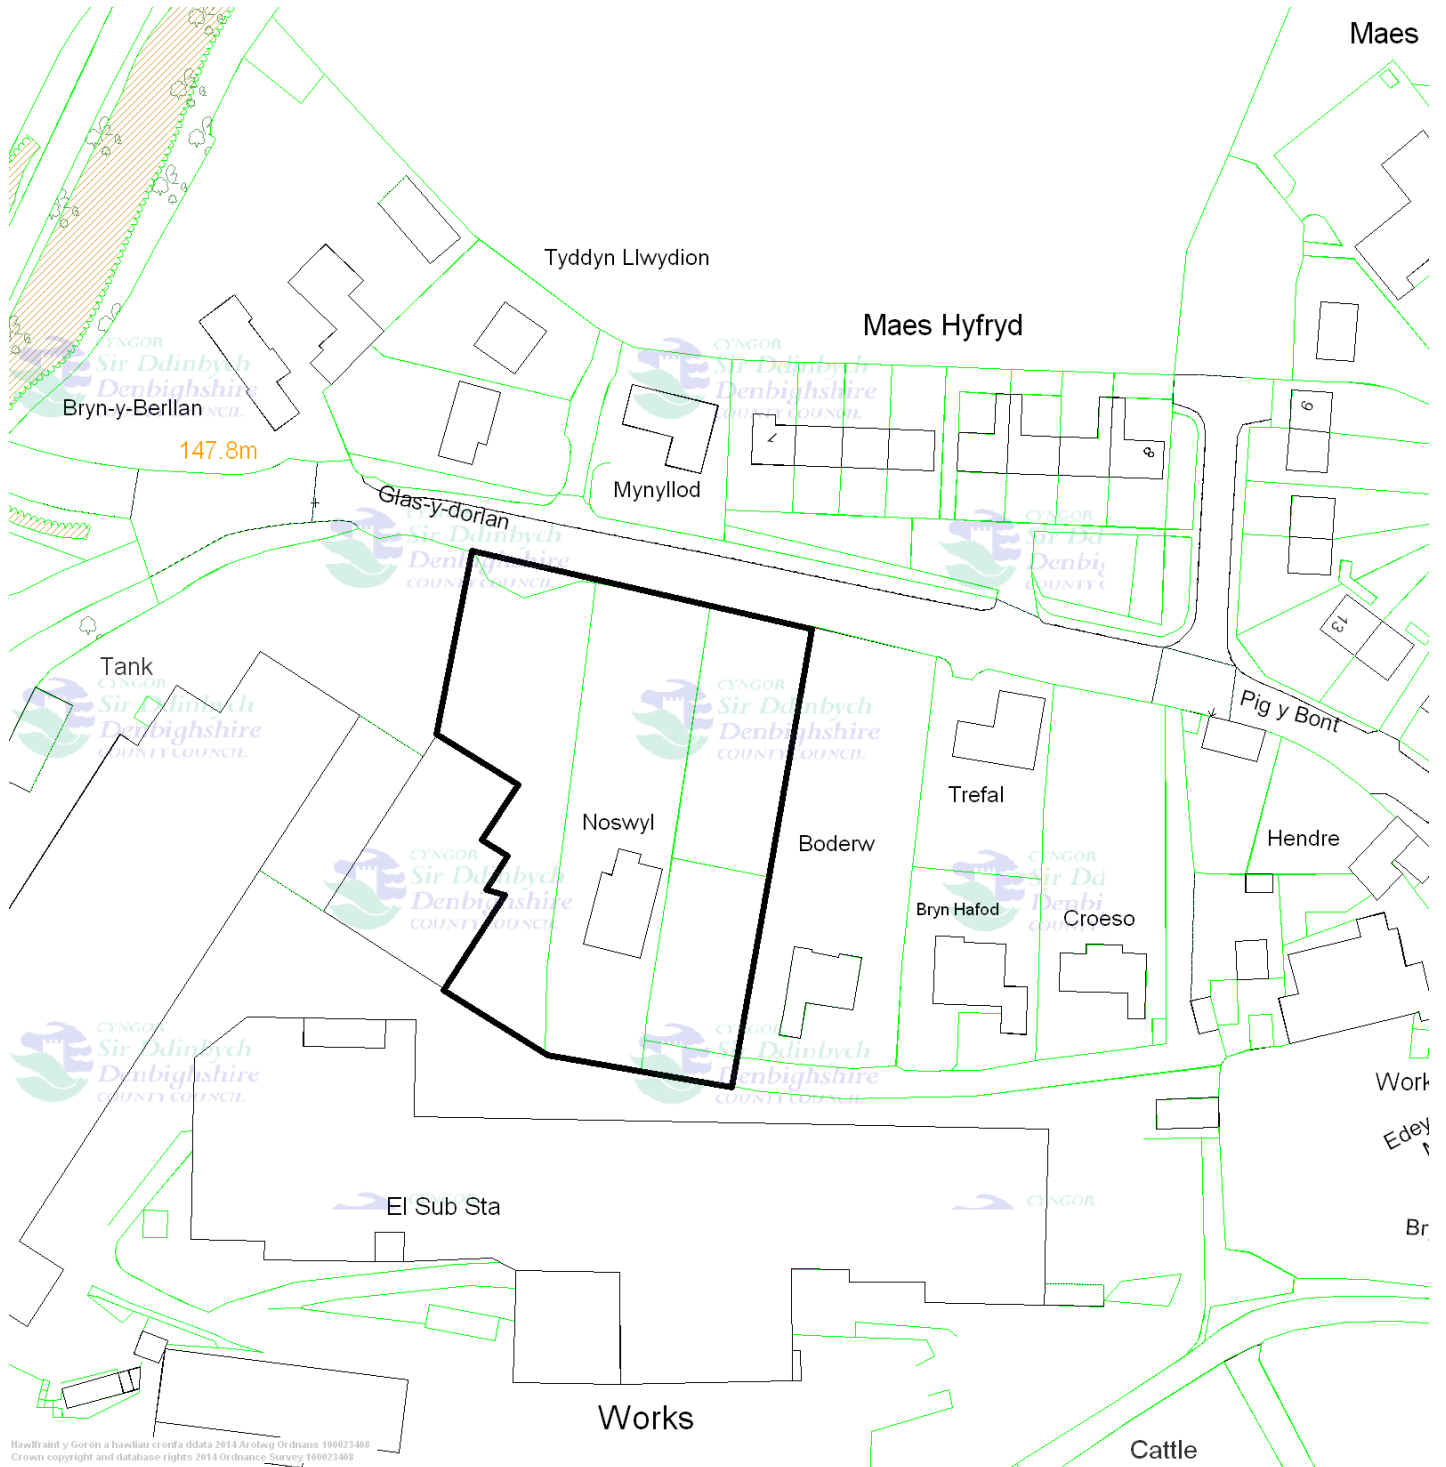 Maes
Tyddyn Llwydion
Maes Hyfryd
Bryn-y-Berllan
147.8m
7
8
9
Mynyllod
Glas-y-dorlan
13
Tank
Pig y Bont
Trefal
Noswyl
Boderw
Hendre
Bryn Hafod
Croeso
El Sub Sta
Works
Cattle
CYNGOR
Sir Ddinbych
Denbighshire
COUNTY COUNCIL
Hawlfraint y Goron a hawliau cronfa ddata 2014 Arolwg Ordnans 100023408
Crown copyright and database rights 2014 Ordnance Survey 100023408